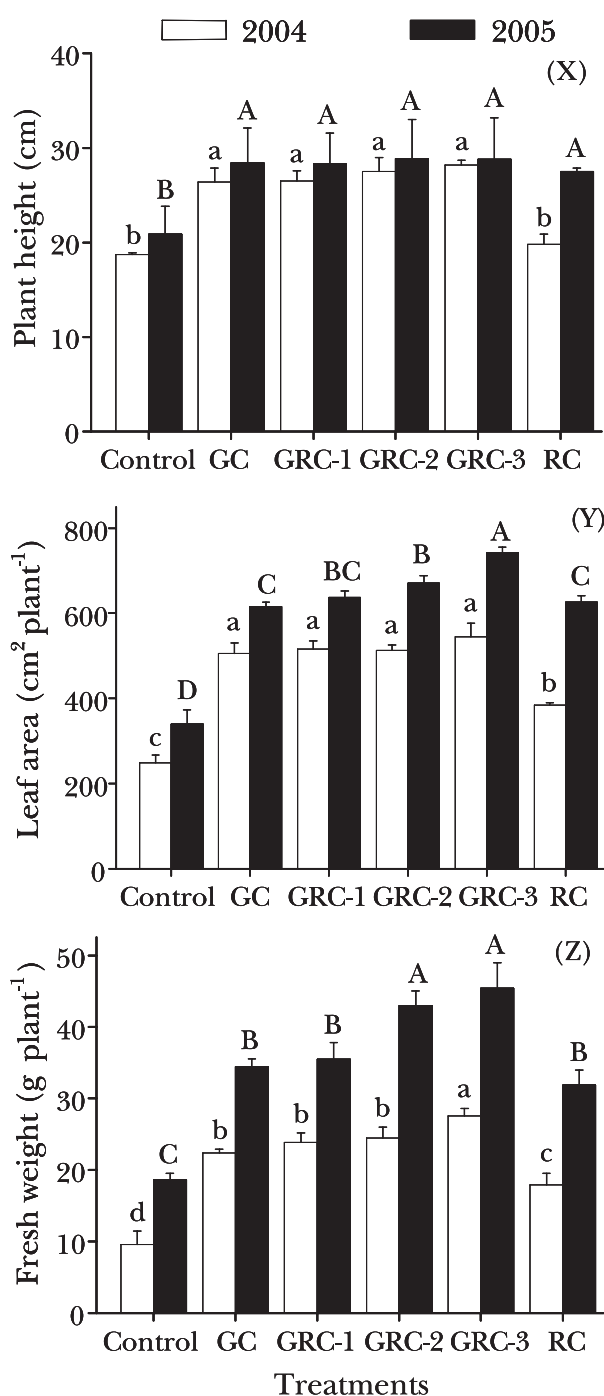 2004 2005
(X)
Plant height (cm)
40
30
20
10
0
b B a A a A a A a A b A
Control GC GRC-1 GRC-2 GRC-3 RC
(Y)
Leaf area (cm² plant⁻¹)
800
600
400
200
0
c D a C a BC a B a A b C
Control GC GRC-1 GRC-2 GRC-3 RC
(Z)
Fresh weight (g plant⁻¹)
50
40
30
20
10
0
d C b B b B b A a A c B
Control GC GRC-1 GRC-2 GRC-3 RC
Treatments